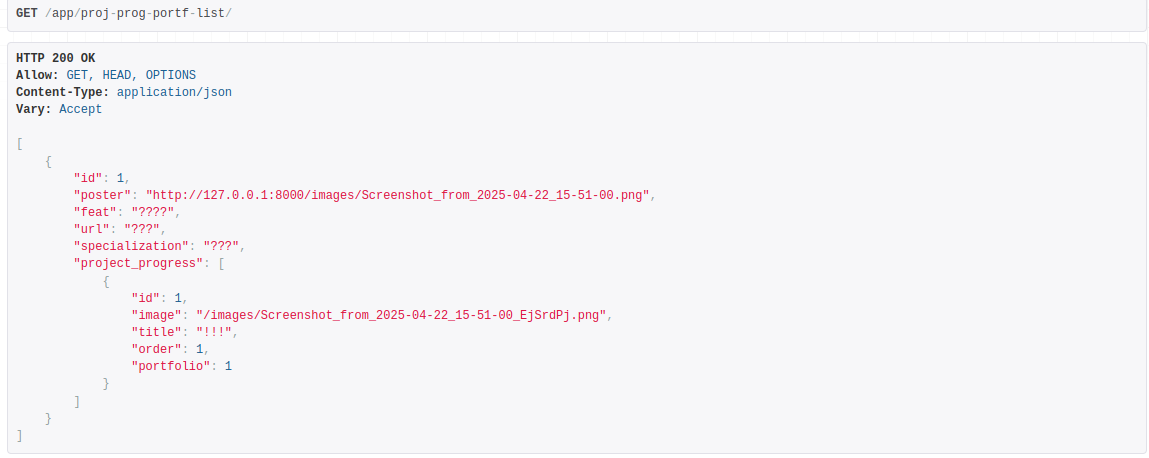 GET /app/proj-prog-portf-list/
HTTP 200 OK
Allow: GET, HEAD, OPTIONS
Content-Type: application/json
Vary: Accept
[
    {
        "id": 1,
        "poster": "http://127.0.0.1:8000/images/Screenshot_from_2025-04-22_15-51-00.png",
        "feat": "????",
        "url": "???",
        "specialization": "???",
        "project_progress": [
            {
                "id": 1,
                "image": "/images/Screenshot_from_2025-04-22_15-51-00_EjSrdPj.png",
                "title": "!!!",
                "order": 1,
                "portfolio": 1
            }
        ]
    }
]